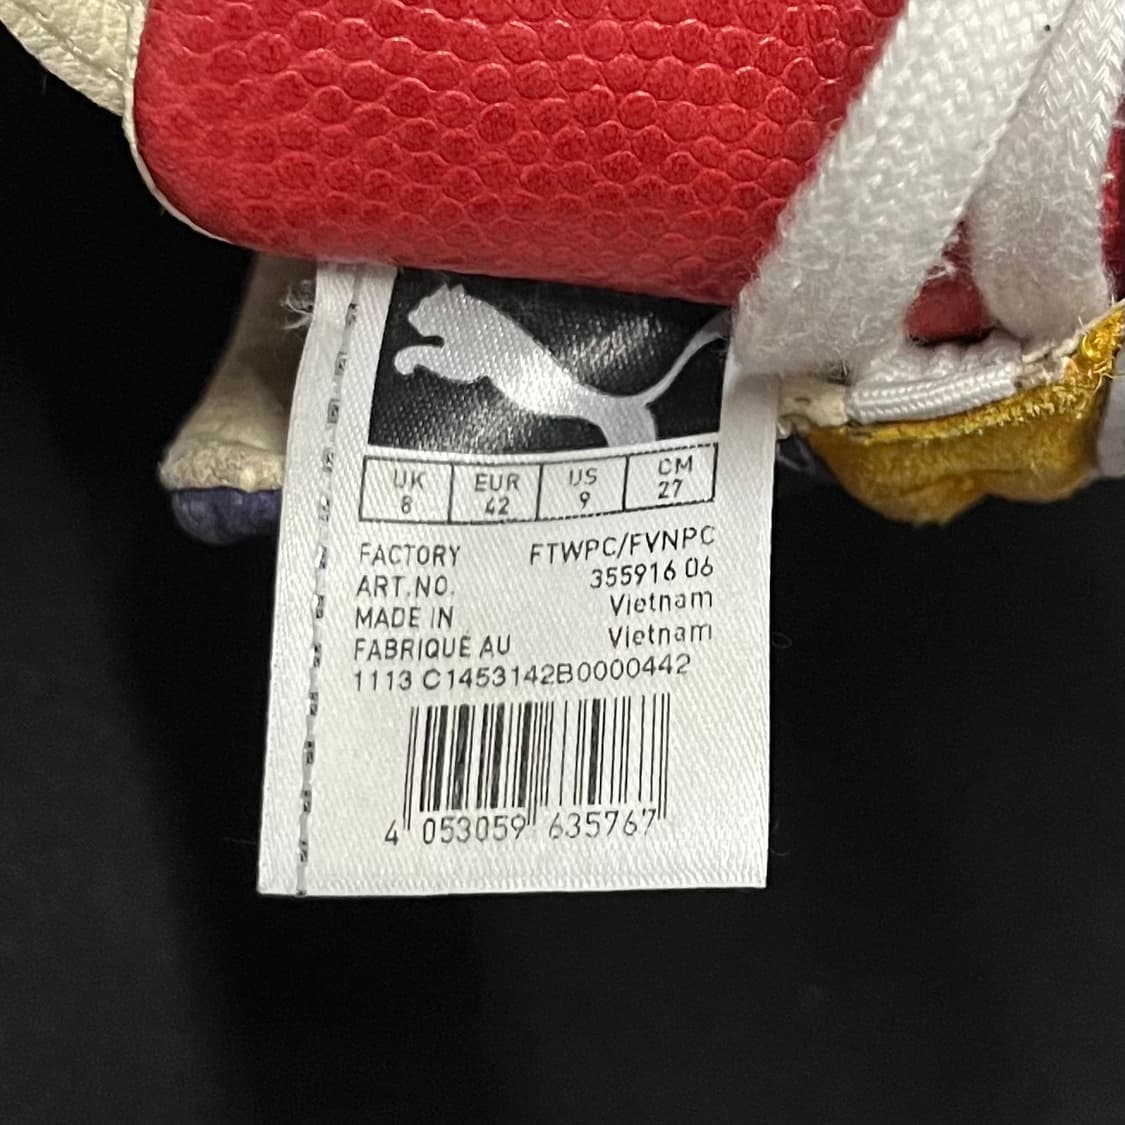 UK EUR US CM
8 42 9 27
FACTORY FTWPC/FVNPC
ART.NO. 355916 06
MADE IN Vietnam
FABRIQUÉ AU Vietnam
1113 C1453142B0000442
4 053059 635767